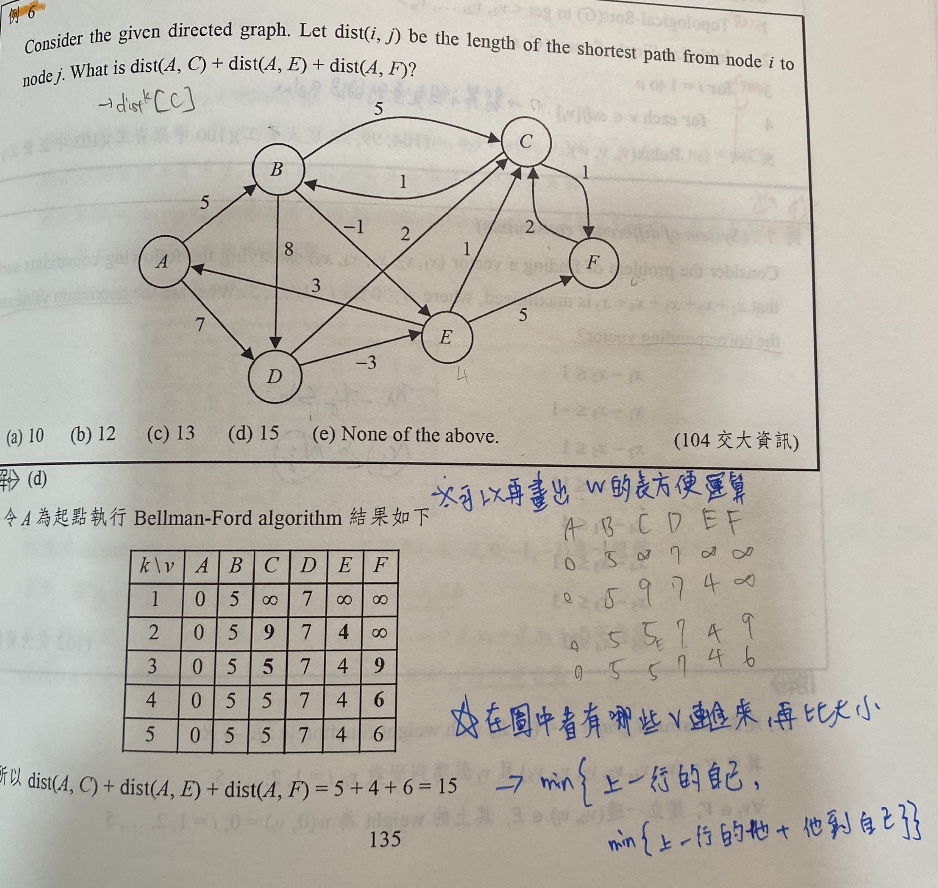 例 6
Consider the given directed graph. Let dist(i, j) be the length of the shortest path from node i to
node j. What is dist(A, C) + dist(A, E) + dist(A, F)?
→distᵏ[C]
5
C
B
1
1
5
-1
2
2
8
1
A
F
3
5
7
E
4
-3
D
(a) 10 (b) 12 (c) 13 (d) 15 (e) None of the above.
(104 交大資訊)
解 (d)
※可以再畫出 W的表方便運算
令 A 為起點執行 Bellman-Ford algorithm 結果如下
A B C D E F
0 5 ∞ 7 ∞ ∞
0 5 9 7 4 ∞
0 5 5 7 4 9
0 5 5 7 4 6
k\v A B C D E F
1 0 5 ∞ 7 ∞ ∞
2 0 5 9 7 4 ∞
3 0 5 5 7 4 9
4 0 5 5 7 4 6
5 0 5 5 7 4 6
☆在圖中看有哪些 V 連進來,再比大小
所以 dist(A, C) + dist(A, E) + dist(A, F) = 5 + 4 + 6 = 15
→ min{上一行的自己,
min{上一行的他 + 他到自己}}
135